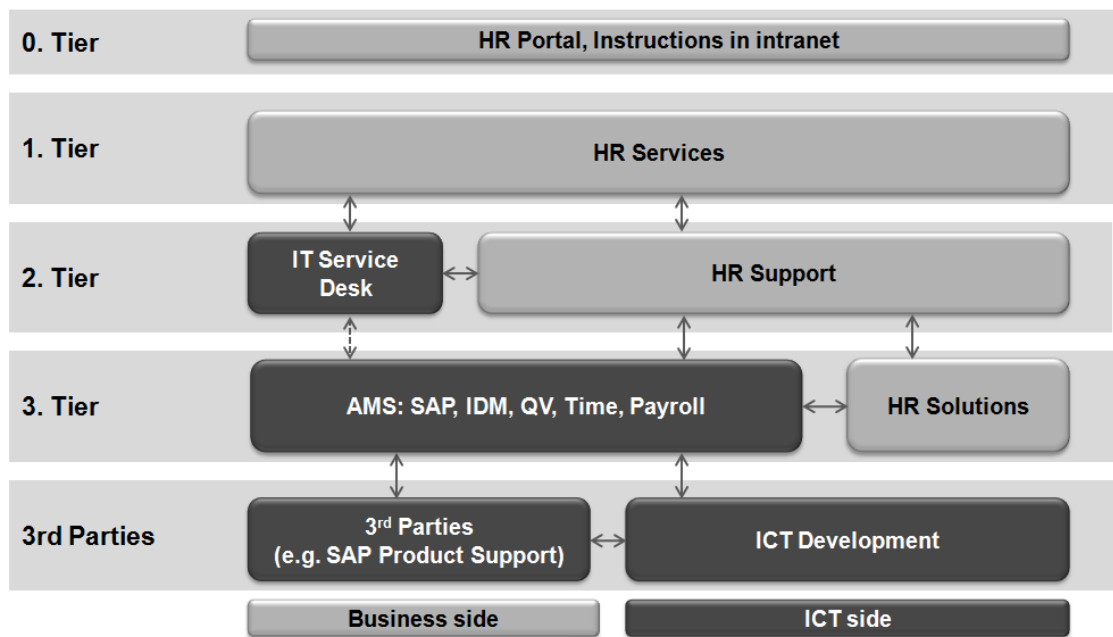 0. Tier
HR Portal, Instructions in intranet
1. Tier
HR Services
2. Tier
IT Service
Desk
HR Support
3. Tier
AMS: SAP, IDM, QV, Time, Payroll
HR Solutions
3rd Parties
3rd Parties
(e.g. SAP Product Support)
ICT Development
Business side
ICT side